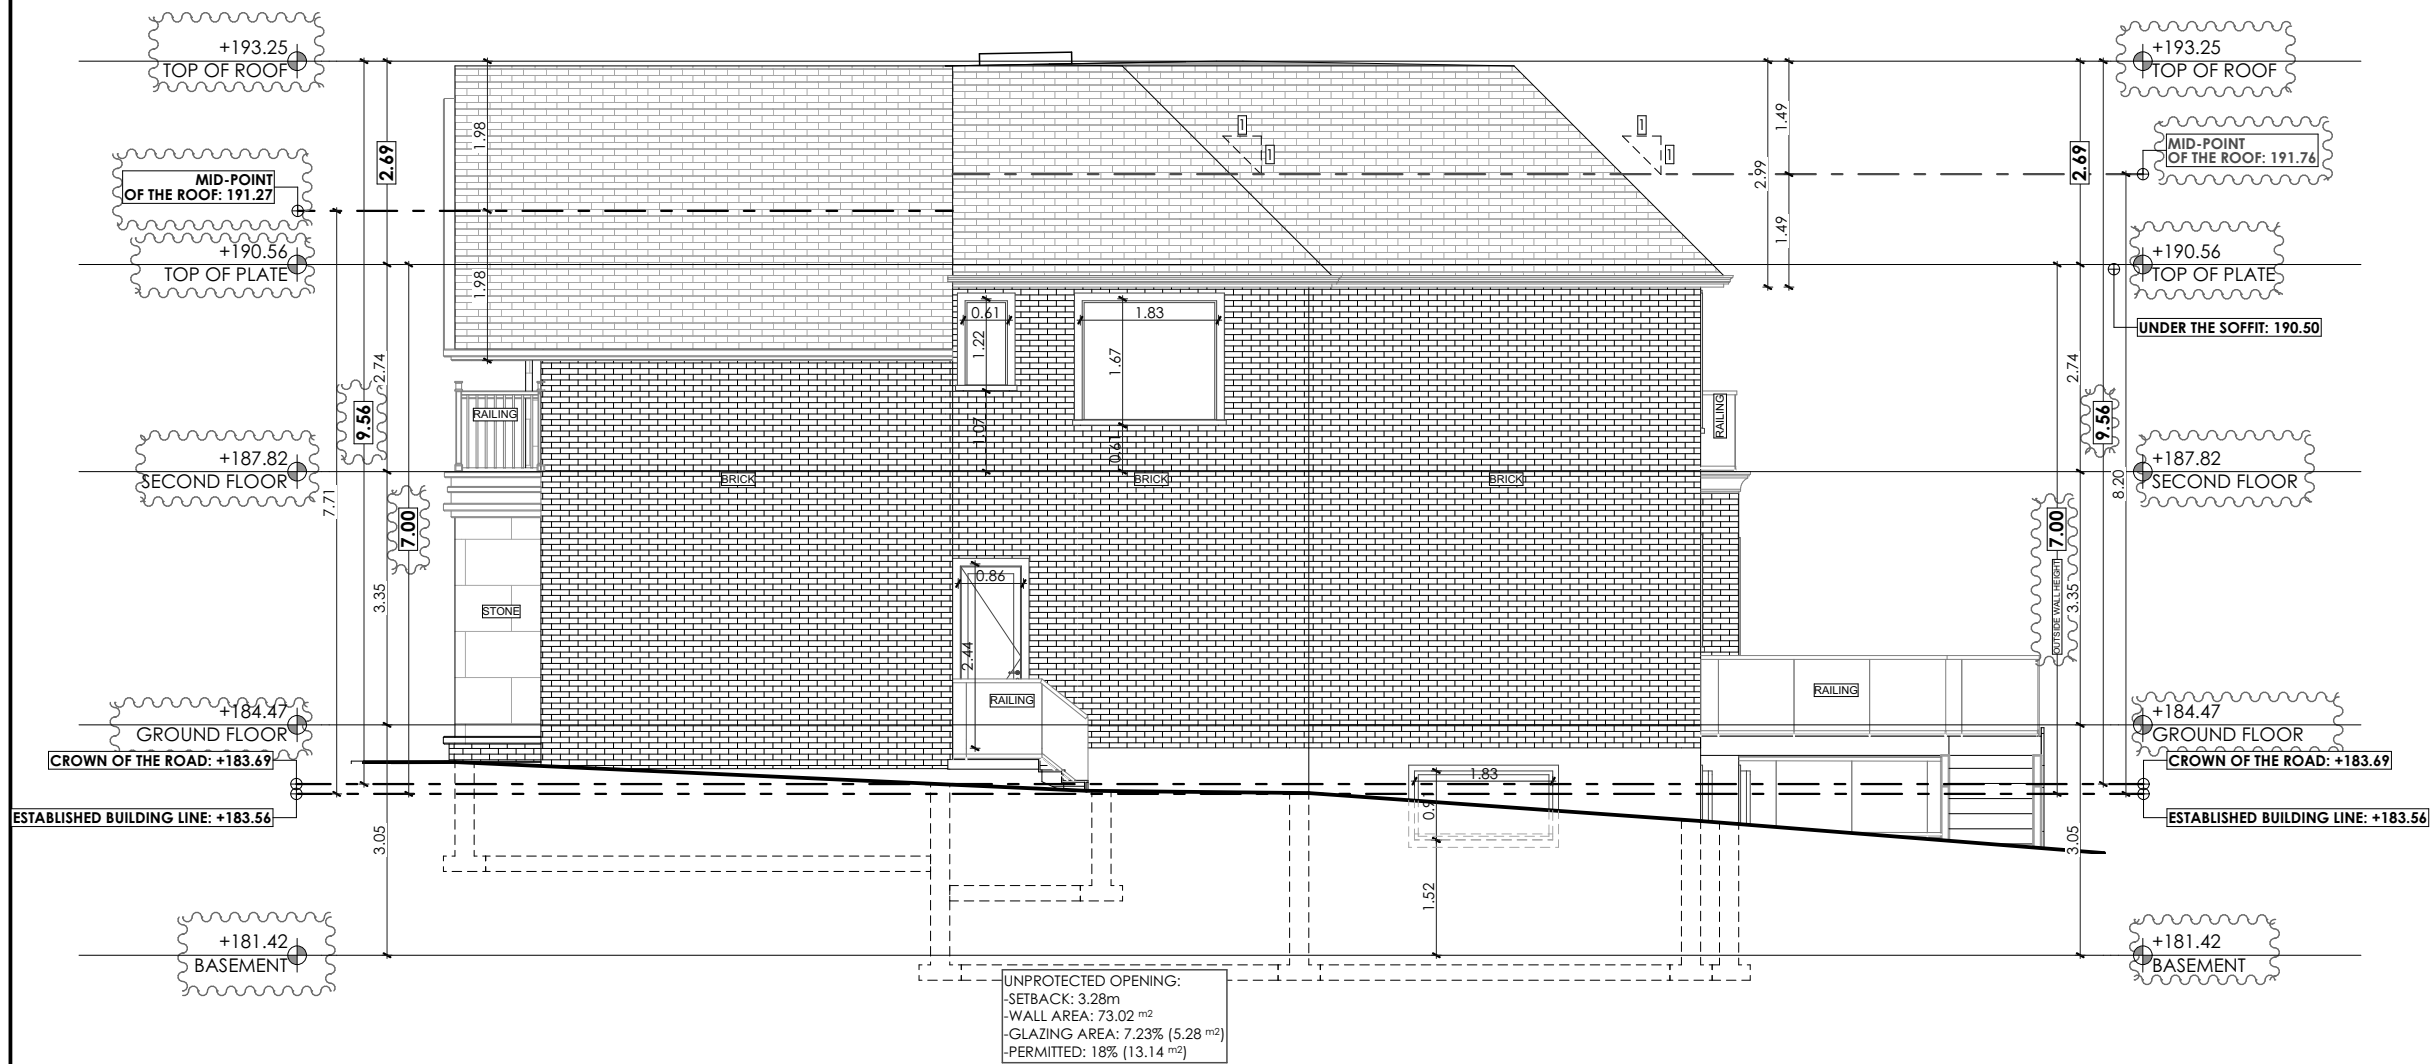 +193.25
TOP OF ROOF
MID-POINT
OF THE ROOF: 191.27
+190.56
TOP OF PLATE
+187.82
SECOND FLOOR
+184.47
GROUND FLOOR
CROWN OF THE ROAD: +183.69
ESTABLISHED BUILDING LINE: +183.56
+181.42
BASEMENT
7.71
9.56
2.69
2.74
3.35
3.05
7.00
1.98
1.98
RAILING
STONE
BRICK
BRICK
BRICK
0.61
1.22
1.07
1.83
1.67
0.61
0.86
2.44
RAILING
1
1
1
1
1.83
1.52
RAILING
RAILING
2.99
1.49
1.49
7.00
OUTSIDE WALL HEIGHT
2.69
2.74
3.35
3.05
9.56
8.20
+193.25
TOP OF ROOF
MID-POINT
OF THE ROOF: 191.76
+190.56
TOP OF PLATE
UNDER THE SOFFIT: 190.50
+187.82
SECOND FLOOR
+184.47
GROUND FLOOR
CROWN OF THE ROAD: +183.69
ESTABLISHED BUILDING LINE: +183.56
+181.42
BASEMENT
UNPROTECTED OPENING:
-SETBACK: 3.28m
-WALL AREA: 73.02 m2
-GLAZING AREA: 7.23% (5.28 m2)
-PERMITTED: 18% (13.14 m2)